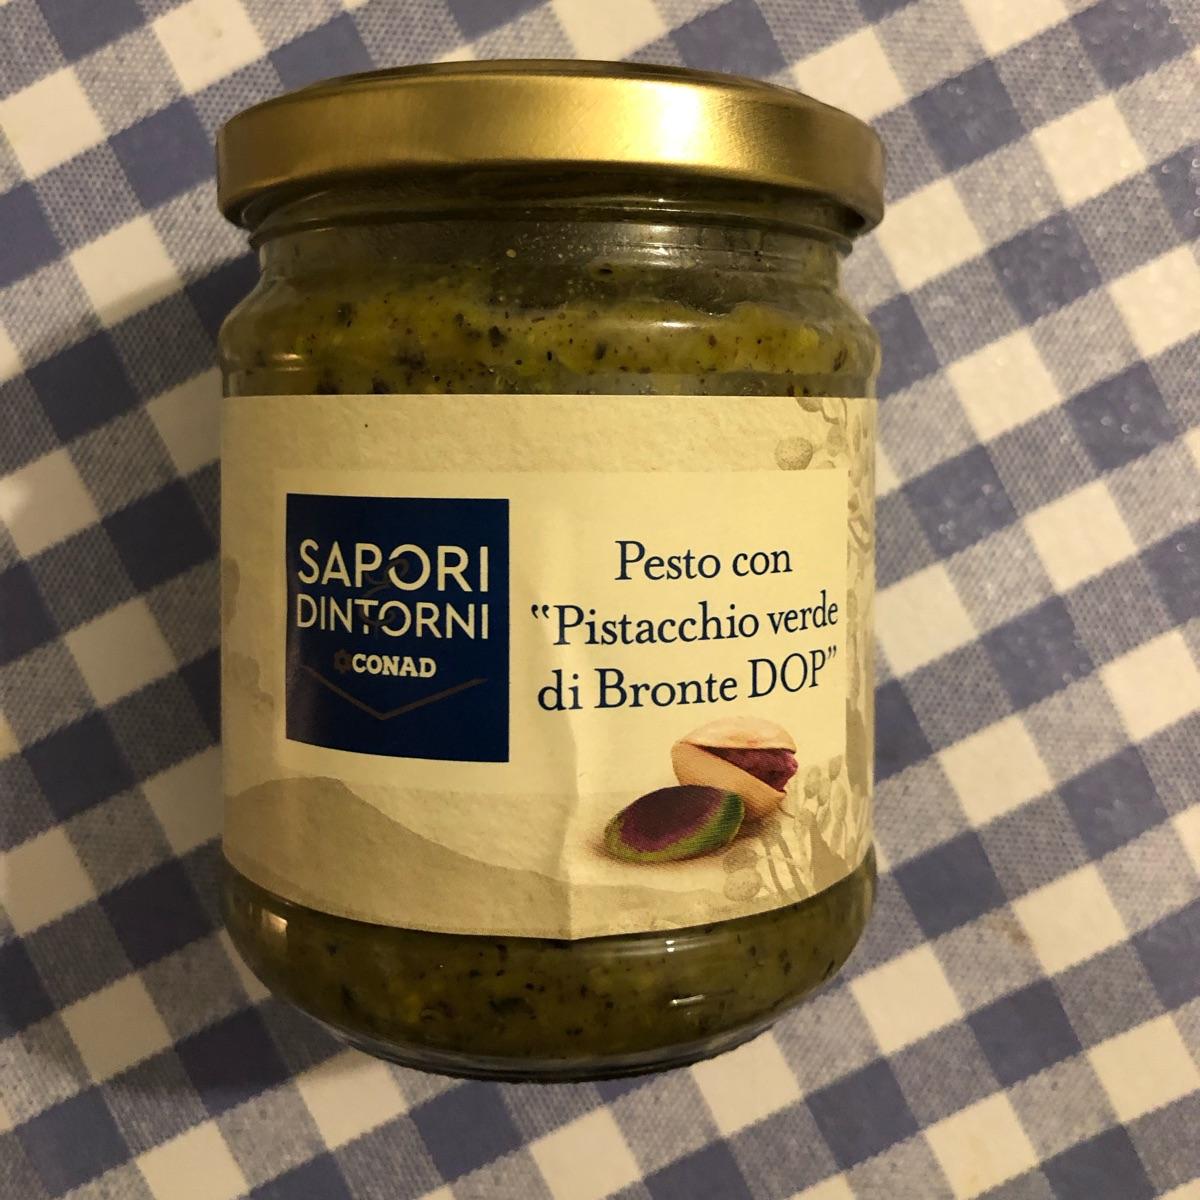 SAPORI
&
DINTORNI
CONAD
Pesto con
“Pistacchio verde
di Bronte DOP”